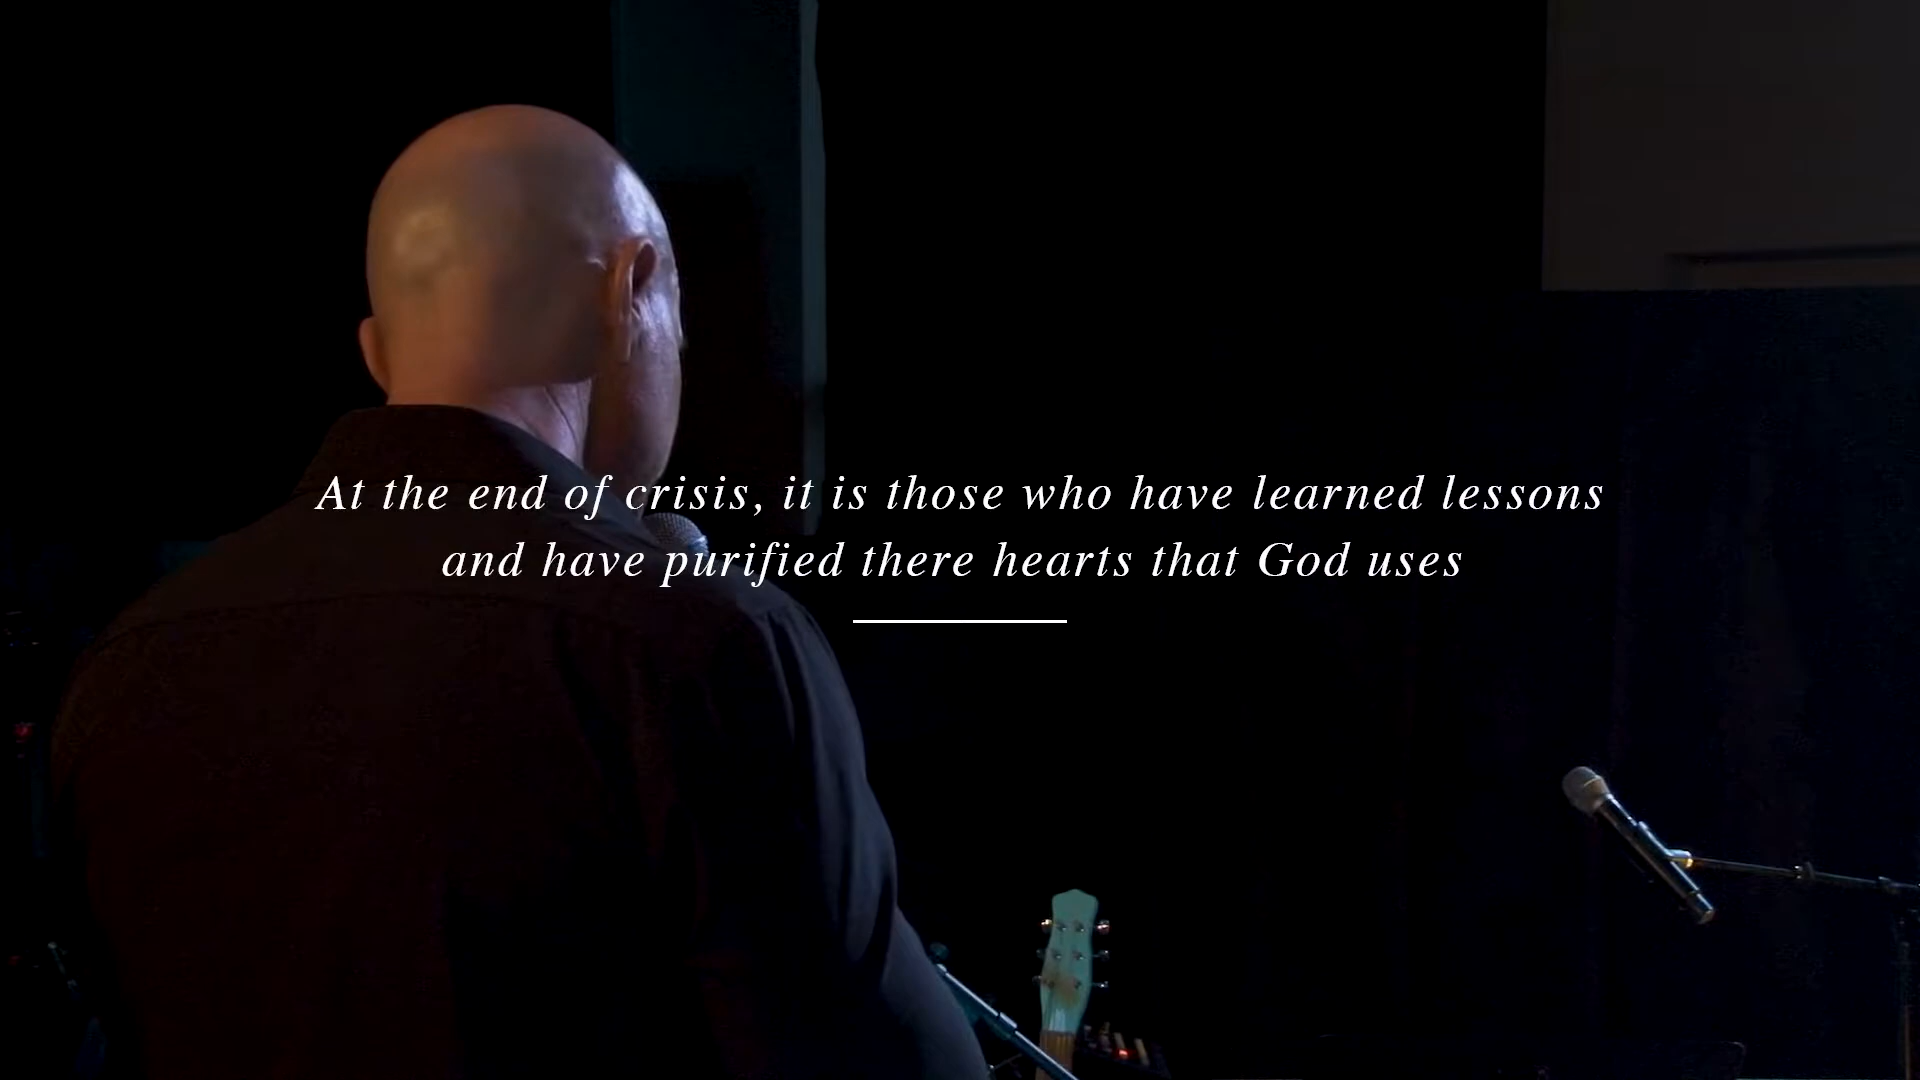 At the end of crisis, it is those who have learned lessons
and have purified there hearts that God uses